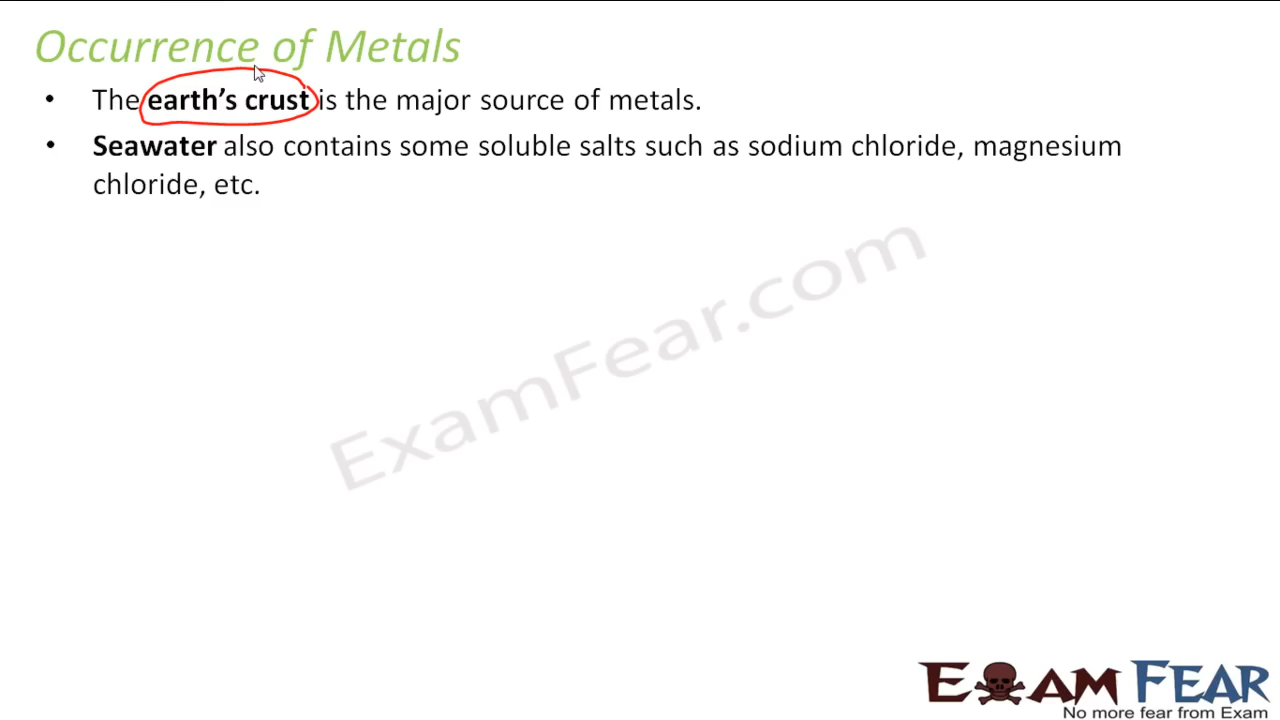 Occurrence of Metals
• The earth's crust is the major source of metals.
• Seawater also contains some soluble salts such as sodium chloride, magnesium
chloride, etc.
ExamFear.com
EXAM FEAR
No more fear from Exam